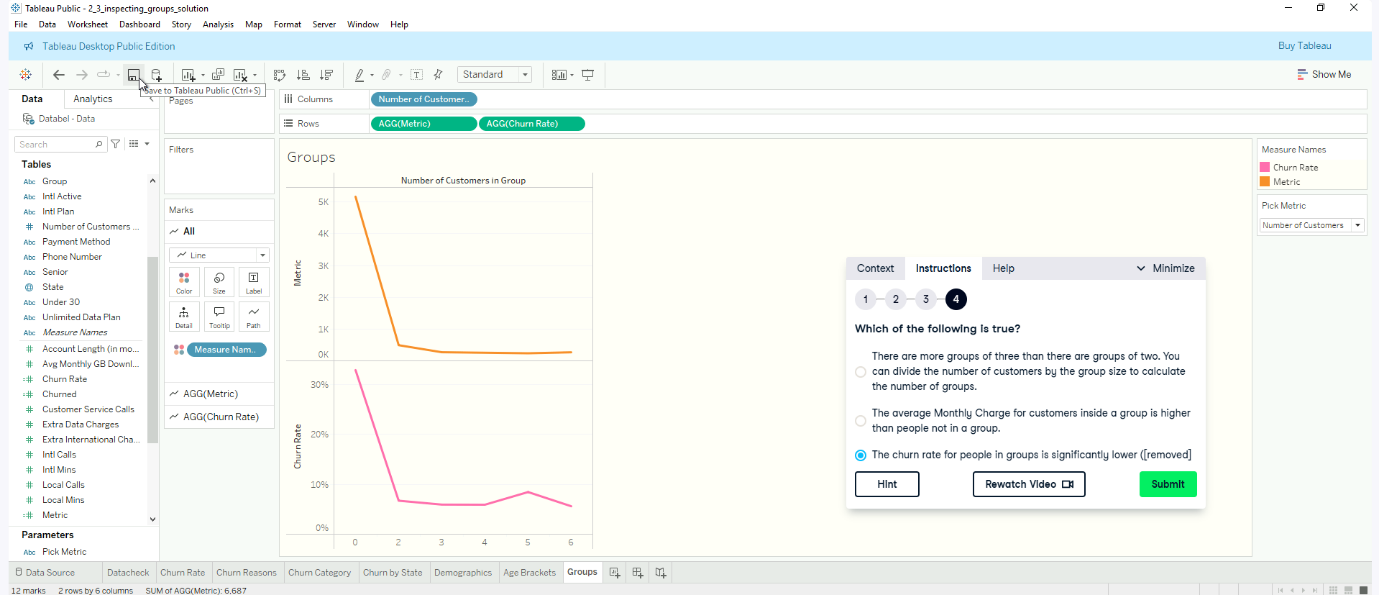 Tableau Public - 2_3_inspecting_groups_solution
File Data Worksheet Dashboard Story Analysis Map Format Server Window Help
Tableau Desktop Public Edition
Buy Tableau
Standard
Show Me
Save to Tableau Public (Ctrl+S)
Data Analytics
Databel - Data
Search
Tables
Abc Group
Abc Intl Active
Abc Intl Plan
# Number of Customers ...
Abc Payment Method
Abc Phone Number
Abc Senior
State
Abc Under 30
Abc Unlimited Data Plan
Abc Measure Names
# Account Length (in mo...
# Avg Monthly GB Downl...
=# Churn Rate
=# Churned
# Customer Service Calls
# Extra Data Charges
# Extra International Cha...
# Intl Calls
# Intl Mins
# Local Calls
# Local Mins
=# Metric
Parameters
Abc Pick Metric
Pages
Filters
Marks
All
Line
Color Size Label
Detail Tooltip Path
Measure Nam..
AGG(Metric)
AGG(Churn Rate)
Columns Number of Customer..
Rows AGG(Metric) AGG(Churn Rate)
Groups
Number of Customers in Group
5K
4K
3K
2K
1K
0K
Metric
30%
20%
10%
0%
Churn Rate
0 2 3 4 5 6
Measure Names
Churn Rate
Metric
Pick Metric
Number of Customers
Context Instructions Help Minimize
1 2 3 4
Which of the following is true?
There are more groups of three than there are groups of two. You
can divide the number of customers by the group size to calculate
the number of groups.
The average Monthly Charge for customers inside a group is higher
than people not in a group.
The churn rate for people in groups is significantly lower ([removed]
Hint Rewatch Video Submit
Data Source Datacheck Churn Rate Churn Reasons Churn Category Churn by State Demographics Age Brackets Groups
12 marks 2 rows by 6 columns SUM of AGG(Metric): 6,687